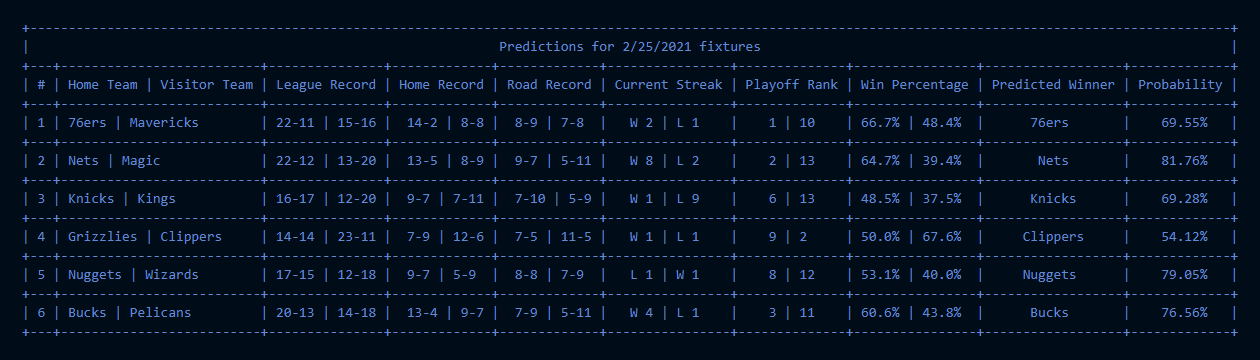 Predictions for 2/25/2021 fixtures
# | Home Team | Visitor Team | League Record | Home Record | Road Record | Current Streak | Playoff Rank | Win Percentage | Predicted Winner | Probability
1 | 76ers | Mavericks | 22-11 | 15-16 | 14-2 | 8-8 | 8-9 | 7-8 | W 2 | L 1 | 1 | 10 | 66.7% | 48.4% | 76ers | 69.55%
2 | Nets | Magic | 22-12 | 13-20 | 13-5 | 8-9 | 9-7 | 5-11 | W 8 | L 2 | 2 | 13 | 64.7% | 39.4% | Nets | 81.76%
3 | Knicks | Kings | 16-17 | 12-20 | 9-7 | 7-11 | 7-10 | 5-9 | W 1 | L 9 | 6 | 13 | 48.5% | 37.5% | Knicks | 69.28%
4 | Grizzlies | Clippers | 14-14 | 23-11 | 7-9 | 12-6 | 7-5 | 11-5 | W 1 | L 1 | 9 | 2 | 50.0% | 67.6% | Clippers | 54.12%
5 | Nuggets | Wizards | 17-15 | 12-18 | 9-7 | 5-9 | 8-8 | 7-9 | L 1 | W 1 | 8 | 12 | 53.1% | 40.0% | Nuggets | 79.05%
6 | Bucks | Pelicans | 20-13 | 14-18 | 13-4 | 9-7 | 7-9 | 5-11 | W 4 | L 1 | 3 | 11 | 60.6% | 43.8% | Bucks | 76.56%